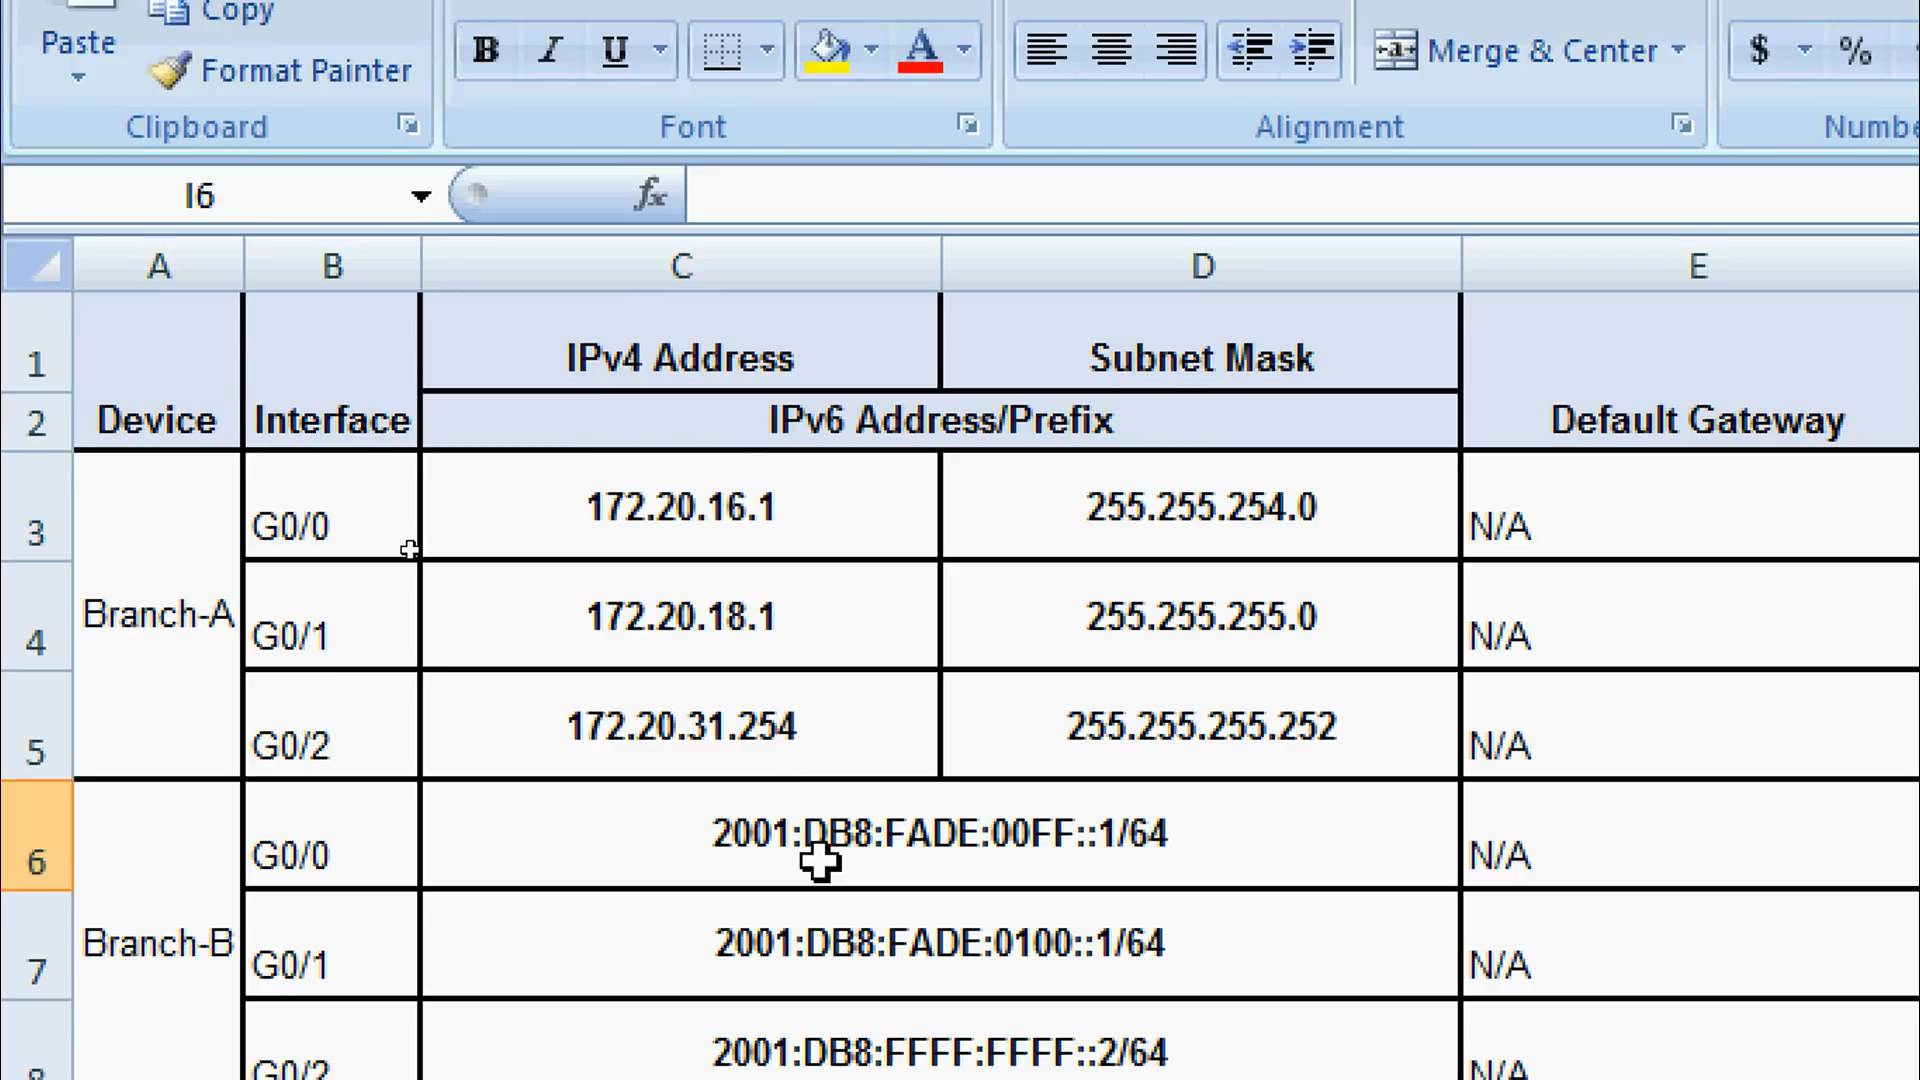 Copy
Paste
Format Painter
B I U
A
a
Merge & Center
$ %
Clipboard
Font
Alignment
Numbe
I6
fx
A B C D E
1
IPv4 Address Subnet Mask
2 Device Interface IPv6 Address/Prefix Default Gateway
3 G0/0 172.20.16.1 255.255.254.0 N/A
Branch-A
4 G0/1 172.20.18.1 255.255.255.0 N/A
5 G0/2 172.20.31.254 255.255.255.252 N/A
6 G0/0 2001:DB8:FADE:00FF::1/64 N/A
Branch-B
7 G0/1 2001:DB8:FADE:0100::1/64 N/A
8 G0/2 2001:DB8:FFFF:FFFF::2/64 N/A